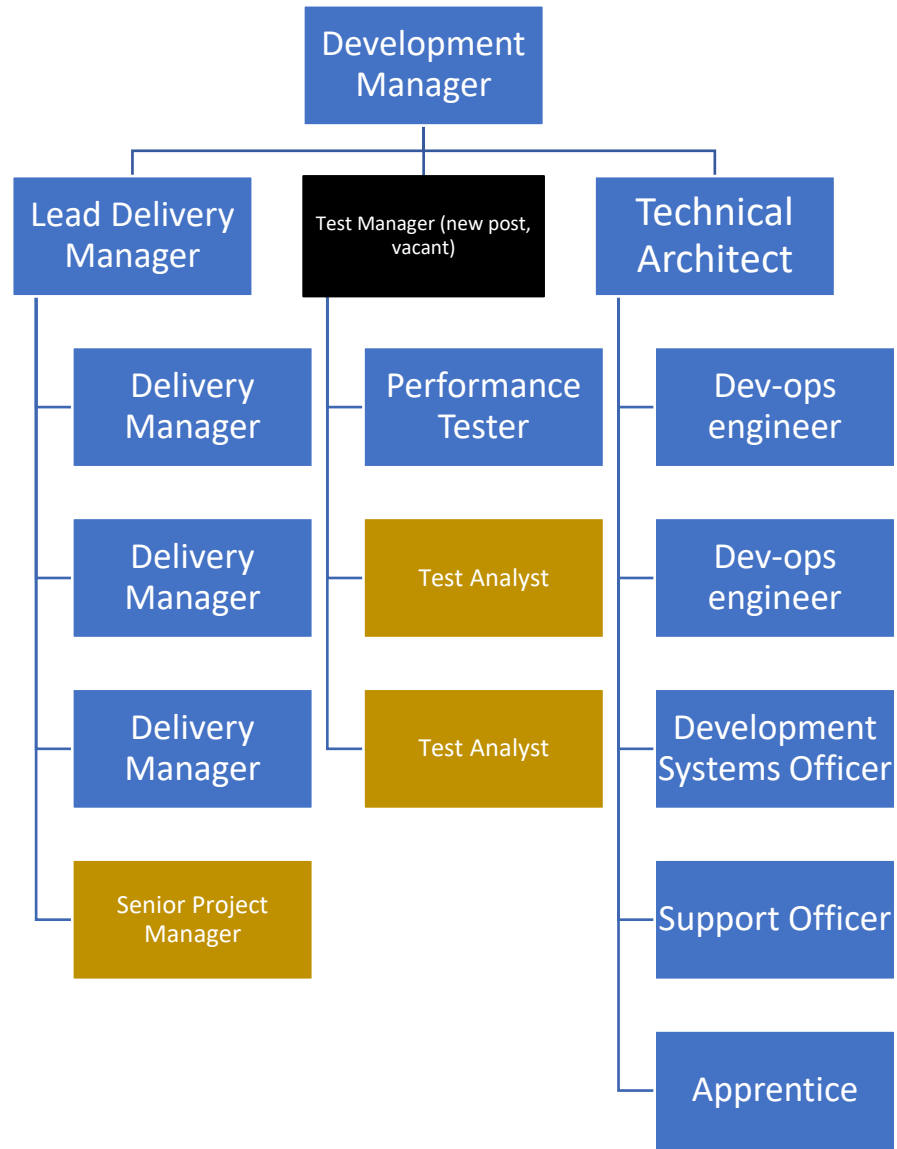 Development
Manager
Lead Delivery
Manager
Test Manager (new post,
vacant)
Technical
Architect
Delivery
Manager
Performance
Tester
Dev-ops
engineer
Delivery
Manager
Test Analyst
Dev-ops
engineer
Delivery
Manager
Test Analyst
Development
Systems Officer
Senior Project
Manager
Support Officer
Apprentice